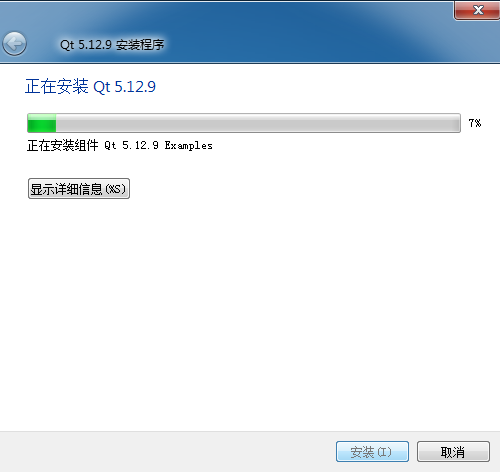 Qt 5.12.9 安装程序
正在安装 Qt 5.12.9
7%
正在安装组件 Qt 5.12.9 Examples
显示详细信息(%S)
安装(I)
取消